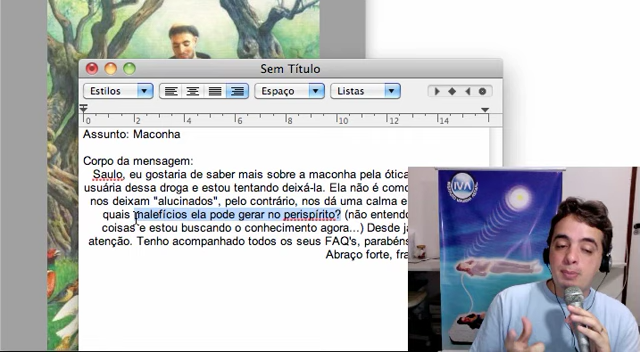 Sem Título
Estilos
Espaço
Listas
0 2 4 6 8 10 12 14
Assunto: Maconha
Corpo da mensagem:
Saulo, eu gostaria de saber mais sobre a maconha pela ótica
usuária dessa droga e estou tentando deixá-la. Ela não é como
nos deixam "alucinados", pelo contrário, nos dá uma calma e
quais malefícios ela pode gerar no perispírito? (não entendo
coisas e estou buscando o conhecimento agora...) Desde
atenção. Tenho acompanhado todos os seus FAQ's, parabéns
Abraço forte, fra
IVA